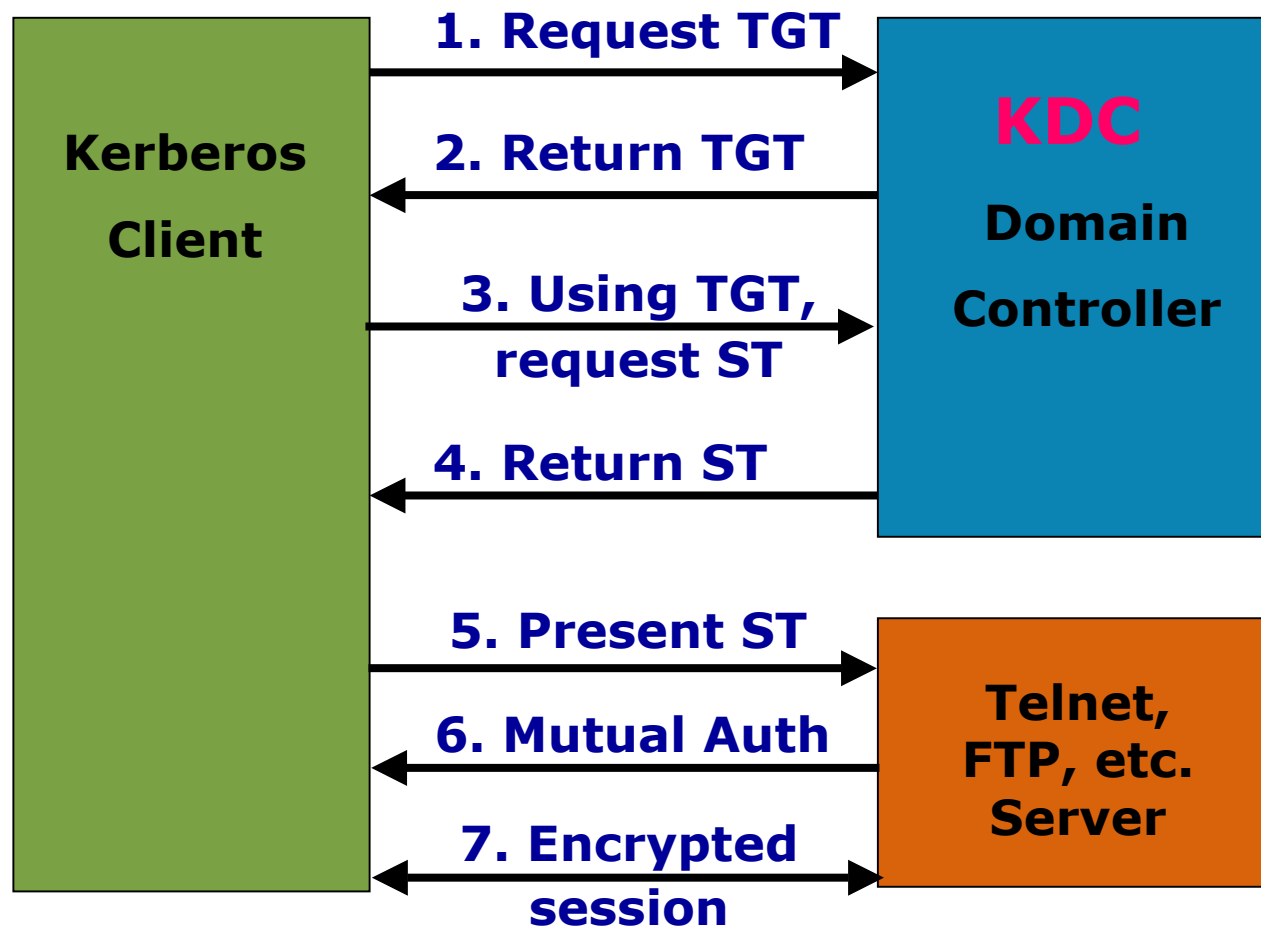 Kerberos
Client
1. Request TGT
2. Return TGT
3. Using TGT,
request ST
4. Return ST
5. Present ST
6. Mutual Auth
7. Encrypted
session
KDC
Domain
Controller
Telnet,
FTP, etc.
Server